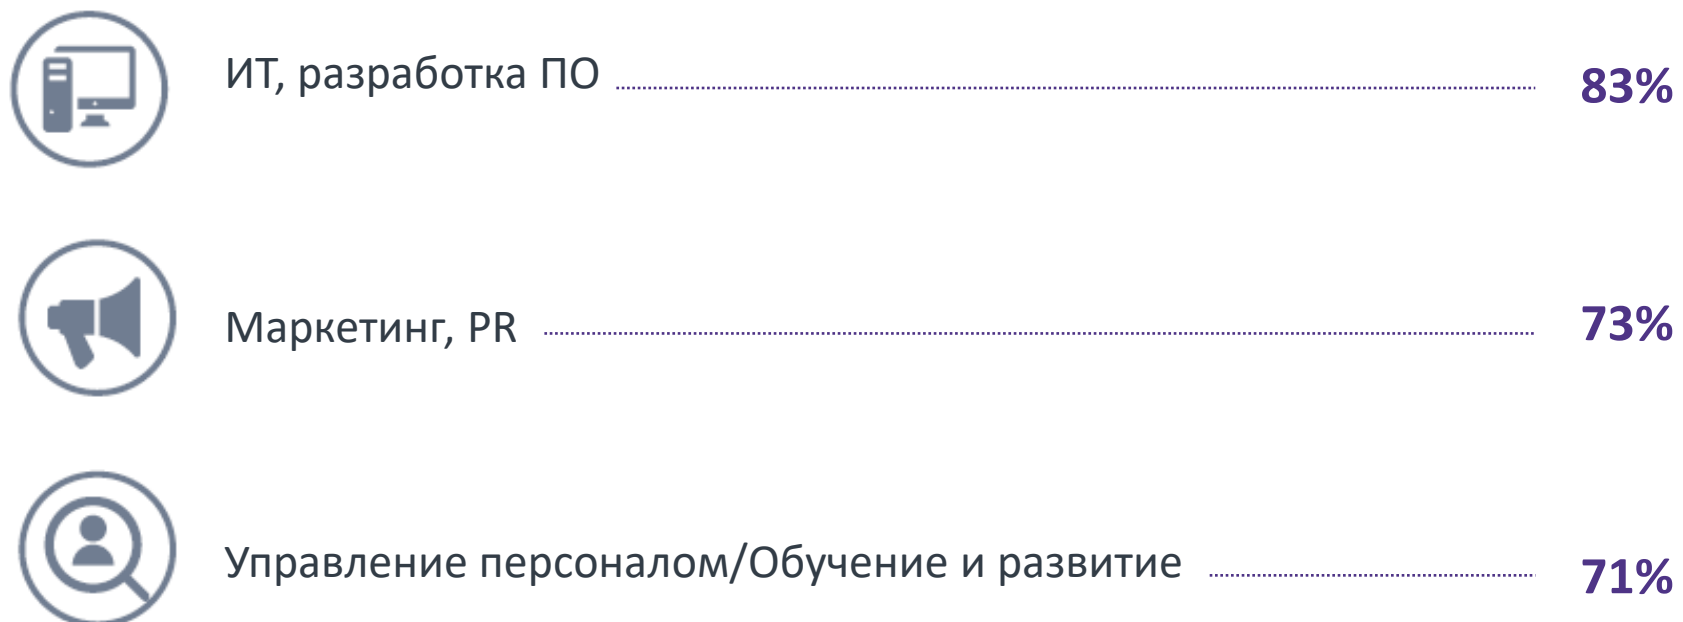 ИТ, разработка ПО 83%
Маркетинг, PR 73%
Управление персоналом/Обучение и развитие 71%